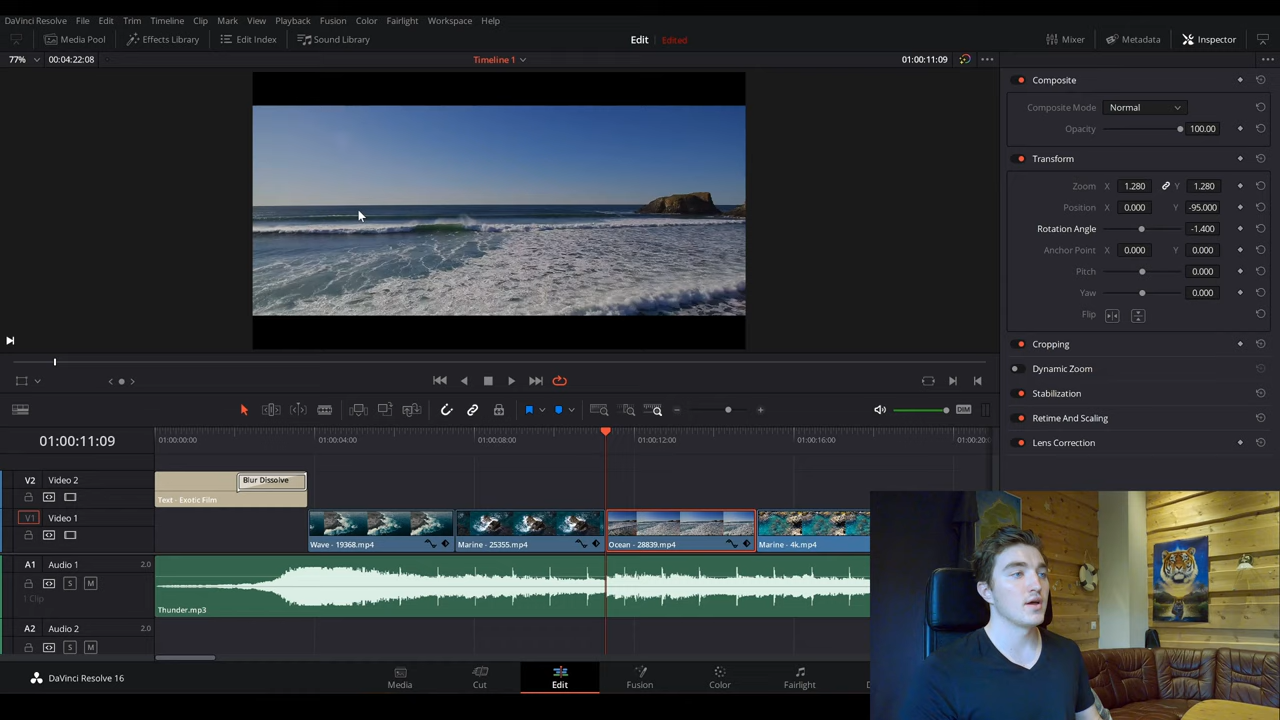 DaVinci Resolve File Edit Trim Timeline Clip Mark View Playback Fusion Color Fairlight Workspace Help
Media Pool Effects Library Edit Index Sound Library Edit Edited Mixer Metadata Inspector
77% 00:04:22:08 Timeline 1 01:00:11:09
Composite
Composite Mode Normal
Opacity 100.00
Transform
Zoom X 1.280 Y 1.280
Position X 0.000 Y -95.000
Rotation Angle -1.400
Anchor Point X 0.000 Y 0.000
Pitch 0.000
Yaw 0.000
Flip
Cropping
Dynamic Zoom
Stabilization
Retime And Scaling
Lens Correction
DIM
01:00:11:09 01:00:00:00 01:00:04:00 01:00:08:00 01:00:12:00 01:00:16:00 01:00:20
V2 Video 2 Blur Dissolve
Text - Exotic Film
V1 Video 1
Wave - 19368.mp4 Marine - 25355.mp4 Ocean - 28839.mp4 Marine - 4k.mp4
A1 Audio 1 2.0
S M
1 Clip
Thunder.mp3
A2 Audio 2 2.0
S M
DaVinci Resolve 16 Media Cut Edit Fusion Color Fairlight D